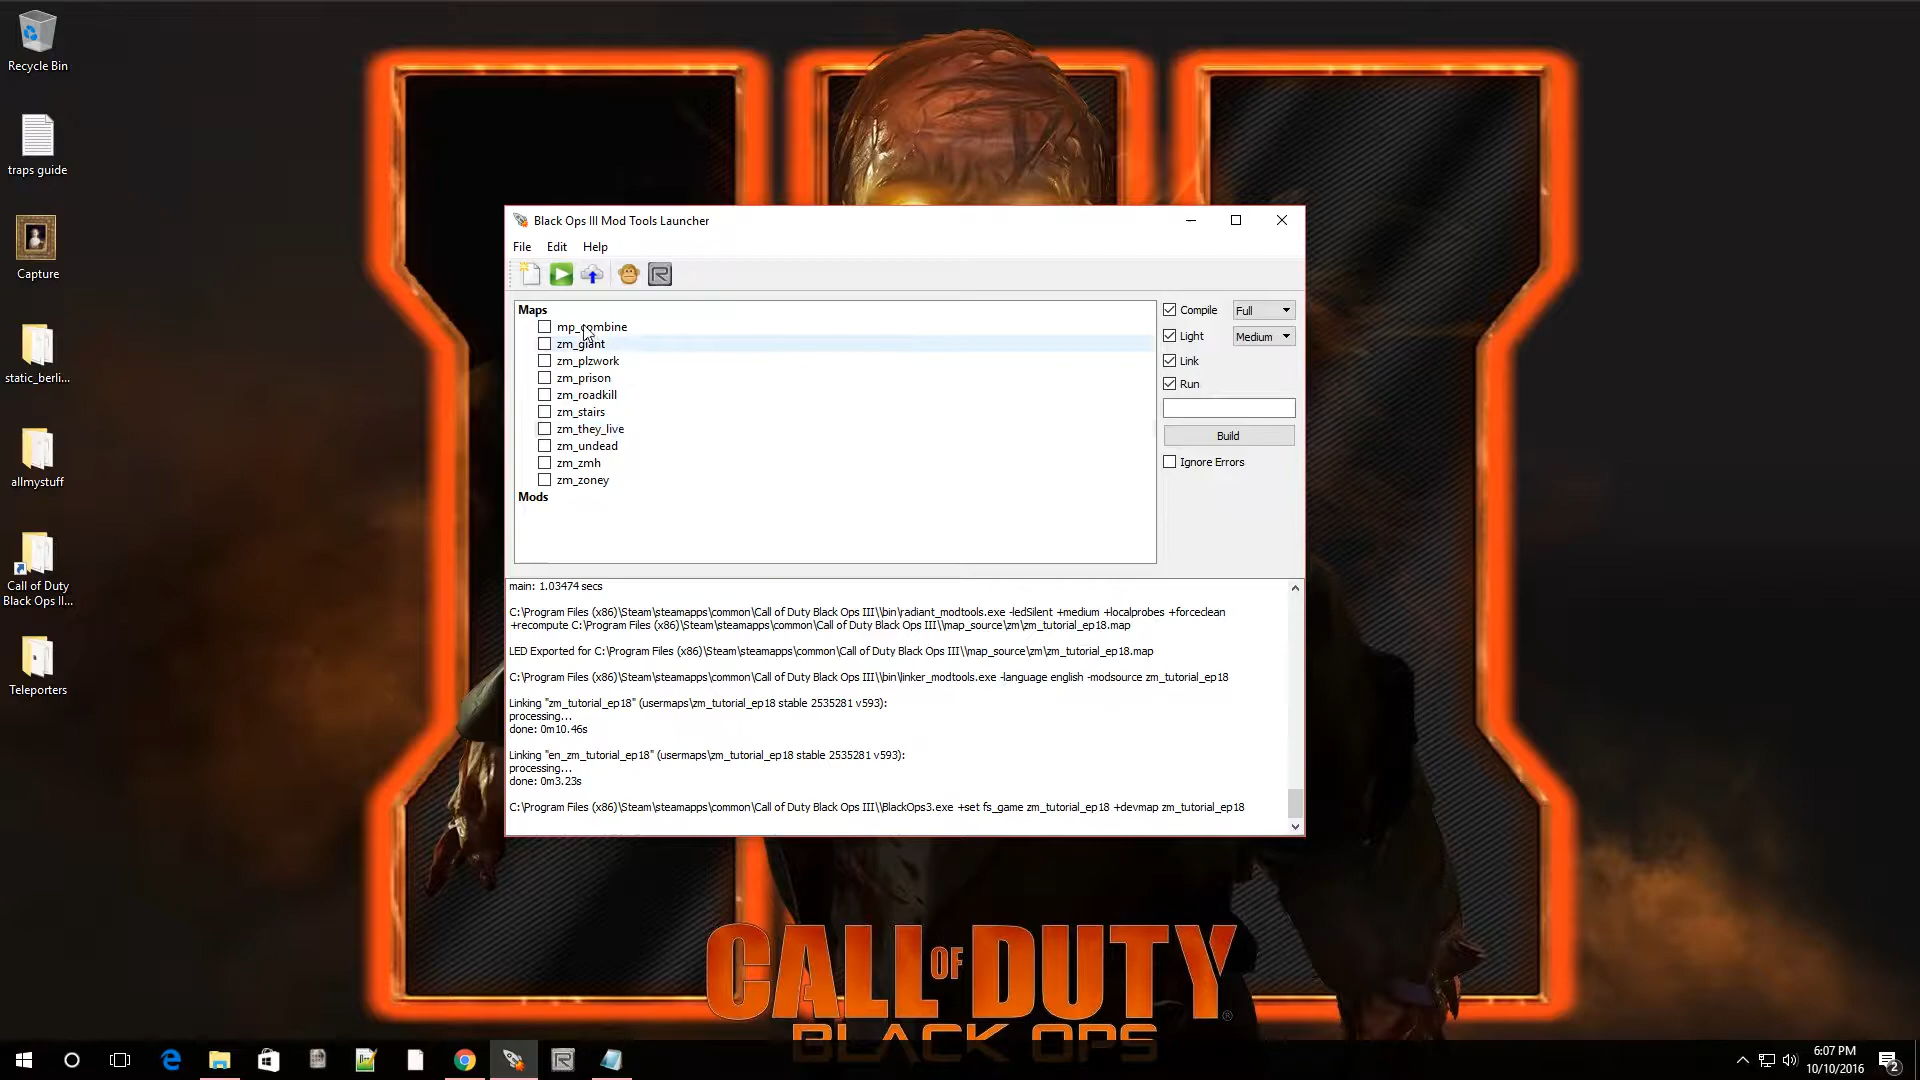 Recycle Bin
traps guide
Capture
static_berli...
allmystuff
Call of Duty
Black Ops II...
Teleporters
Black Ops III Mod Tools Launcher
File Edit Help
Maps
mp_combine
zm_giant
zm_plzwork
zm_prison
zm_roadkill
zm_stairs
zm_they_live
zm_undead
zm_zmh
zm_zoney
Mods
Compile Full
Light Medium
Link
Run
Build
Ignore Errors
main: 1.03474 secs
C:\Program Files (x86)\Steam\steamapps\common\Call of Duty Black Ops III\\bin\radiant_modtools.exe -ledSilent +medium +localprobes +forceclean
+recompute C:\Program Files (x86)\Steam\steamapps\common\Call of Duty Black Ops III\\map_source\zm\zm_tutorial_ep18.map
LED Exported for C:\Program Files (x86)\Steam\steamapps\common\Call of Duty Black Ops III\\map_source\zm\zm_tutorial_ep18.map
C:\Program Files (x86)\Steam\steamapps\common\Call of Duty Black Ops III\\bin\linker_modtools.exe -language english -modsource zm_tutorial_ep18
Linking "zm_tutorial_ep18" (usermaps\zm_tutorial_ep18 stable 2535281 v593):
processing...
done: 0m10.46s
Linking "en_zm_tutorial_ep18" (usermaps\zm_tutorial_ep18 stable 2535281 v593):
processing...
done: 0m3.23s
C:\Program Files (x86)\Steam\steamapps\common\Call of Duty Black Ops III\\BlackOps3.exe +set fs_game zm_tutorial_ep18 +devmap zm_tutorial_ep18
CALL OF DUTY®
BLACK OPS
6:07 PM
10/10/2016
2